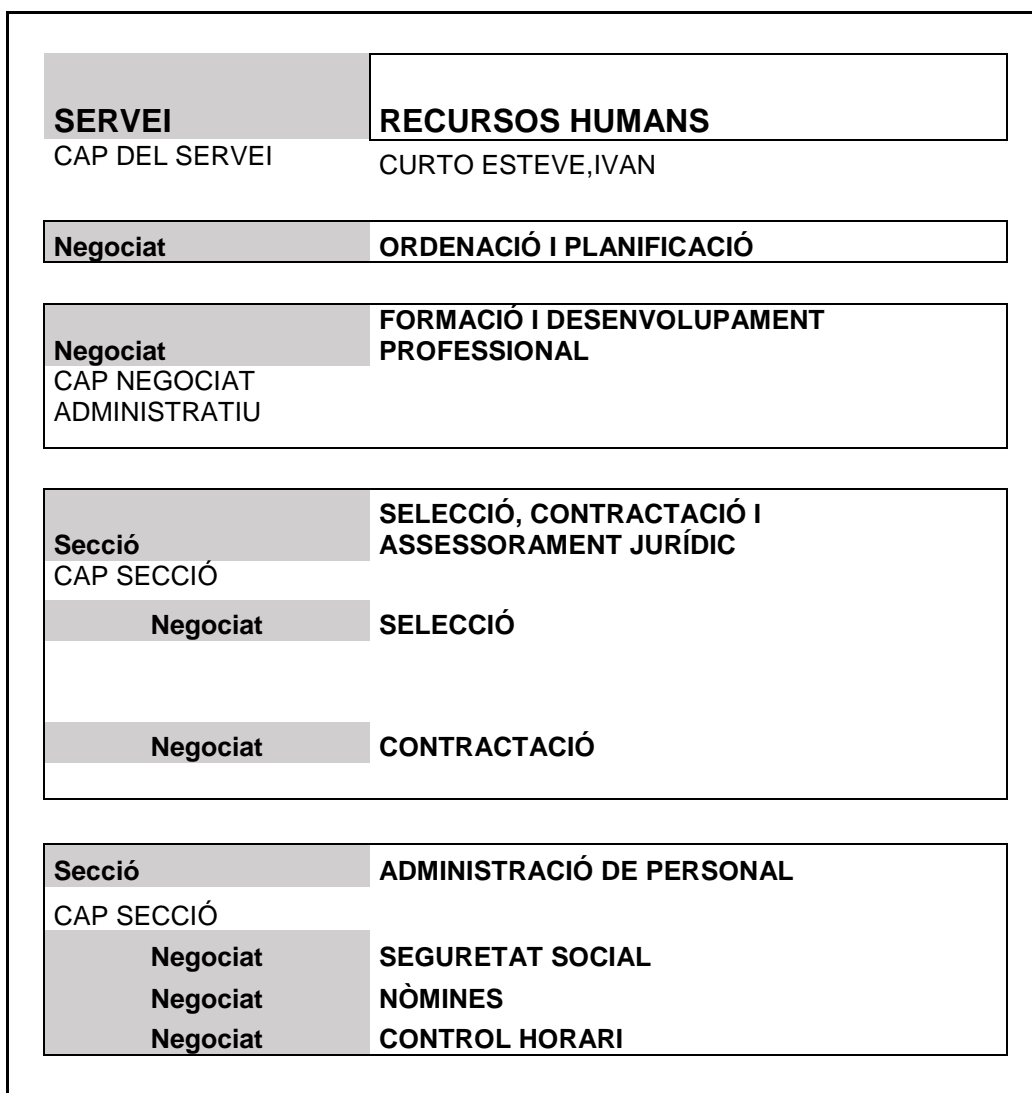 SERVEI RECURSOS HUMANS
CAP DEL SERVEI CURTO ESTEVE,IVAN
Negociat ORDENACIÓ I PLANIFICACIÓ
FORMACIÓ I DESENVOLUPAMENT
Negociat PROFESSIONAL
CAP NEGOCIAT
ADMINISTRATIU
SELECCIÓ, CONTRACTACIÓ I
Secció ASSESSORAMENT JURÍDIC
CAP SECCIÓ
Negociat SELECCIÓ
Negociat CONTRACTACIÓ
Secció ADMINISTRACIÓ DE PERSONAL
CAP SECCIÓ
Negociat SEGURETAT SOCIAL
Negociat NÒMINES
Negociat CONTROL HORARI